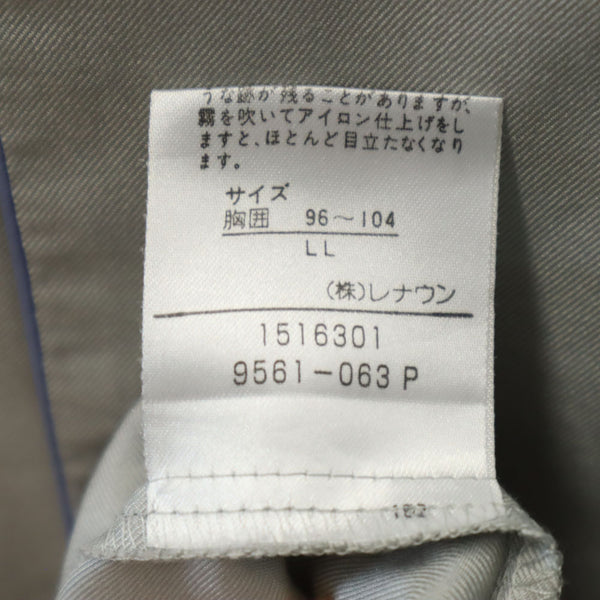 うな跡が残ることがありますが、
霧を吹いてアイロン仕上げをし
ますと、ほとんど目立たなくなり
ます。
サイズ
胸囲 96〜104
LL
(株)レナウン
1516301
9561-063 P
182